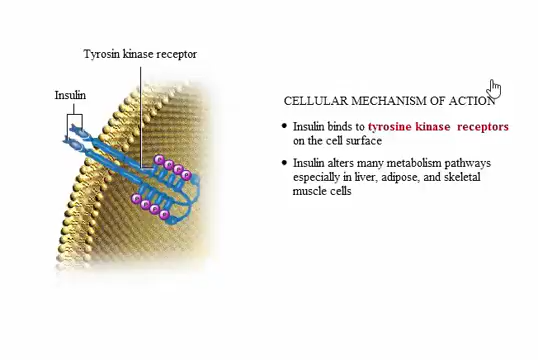 Tyrosin kinase receptor
Insulin
CELLULAR MECHANISM OF ACTION
• Insulin binds to tyrosine kinase receptors
on the cell surface
• Insulin alters many metabolism pathways
especially in liver, adipose, and skeletal
muscle cells